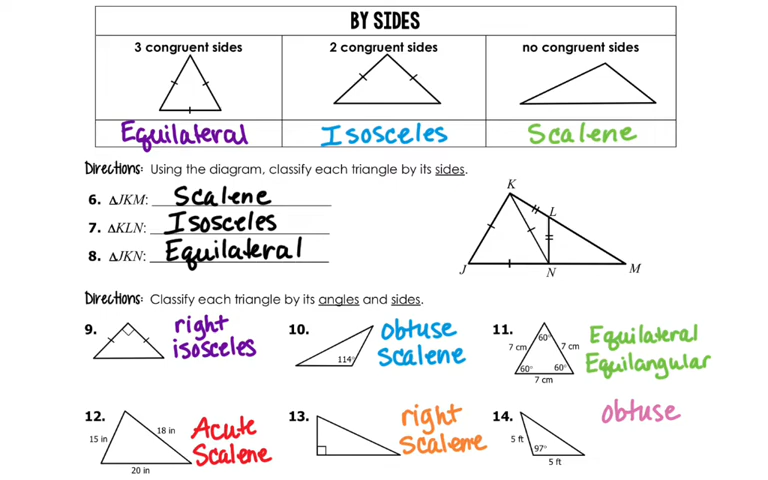 BY SIDES
3 congruent sides
2 congruent sides
no congruent sides
Equilateral
Isosceles
Scalene
Directions: Using the diagram, classify each triangle by its sides.
6. ΔJKM: Scalene
7. ΔKLN: Isosceles
8. ΔJKN: Equilateral
K
L
J
N
M
Directions: Classify each triangle by its angles and sides.
9.
right
isosceles
10.
114°
obtuse
Scalene
11.
7 cm
60°
7 cm
60°
60°
7 cm
Equilateral
Equilangular
12.
15 in
18 in
20 in
Acute
Scalene
13.
right
Scalene
14.
5 ft
97°
5 ft
obtuse